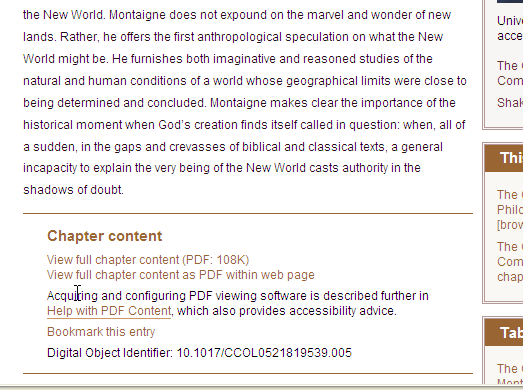 the New World. Montaigne does not expound on the marvel and wonder of new
lands. Rather, he offers the first anthropological speculation on what the New
World might be. He furnishes both imaginative and reasoned studies of the
natural and human conditions of a world whose geographical limits were close to
being determined and concluded. Montaigne makes clear the importance of the
historical moment when God's creation finds itself called in question: when, all of
a sudden, in the gaps and crevasses of biblical and classical texts, a general
incapacity to explain the very being of the New World casts authority in the
shadows of doubt.
Chapter content
View full chapter content (PDF: 108K)
View full chapter content as PDF within web page
Acquiring and configuring PDF viewing software is described further in
Help with PDF Content, which also provides accessibility advice.
Bookmark this entry
Digital Object Identifier: 10.1017/CCOL0521819539.005
Unive
acce
The C
Com
Shak
This
The C
Philo
[brow
The C
Com
chap
Tab
The C